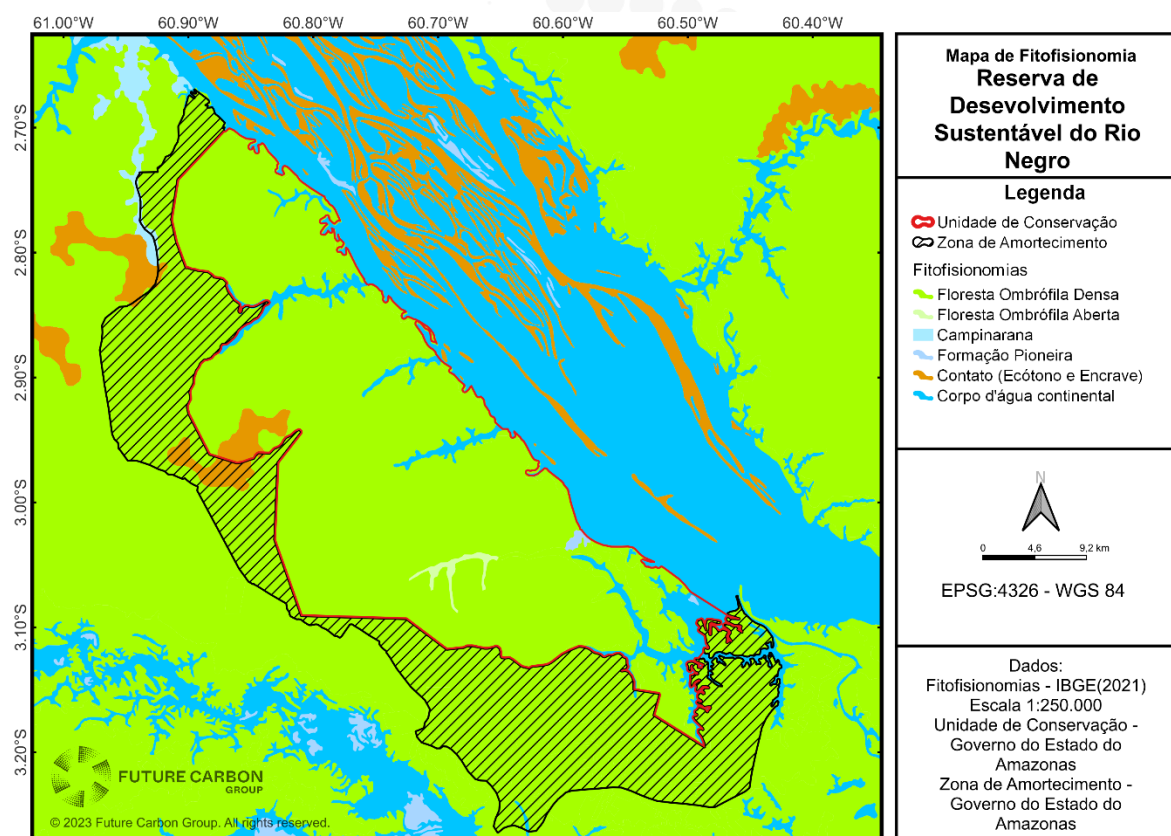 61.00°W 60.90°W 60.80°W 60.70°W 60.60°W 60.50°W 60.40°W
2.70°S
2.80°S
2.90°S
3.00°S
3.10°S
3.20°S
FUTURE CARBON
GROUP
© 2023 Future Carbon Group. All rights reserved.
Mapa de Fitofisionomia
Reserva de
Desevolvimento
Sustentável do Rio
Negro
Legenda
Unidade de Conservação
Zona de Amortecimento
Fitofisionomias
Floresta Ombrófila Densa
Floresta Ombrófila Aberta
Campinarana
Formação Pioneira
Contato (Ecótono e Encrave)
Corpo d'água continental
N
0 4,6 9,2 km
EPSG:4326 - WGS 84
Dados:
Fitofisionomias - IBGE(2021)
Escala 1:250.000
Unidade de Conservação -
Governo do Estado do
Amazonas
Zona de Amortecimento -
Governo do Estado do
Amazonas